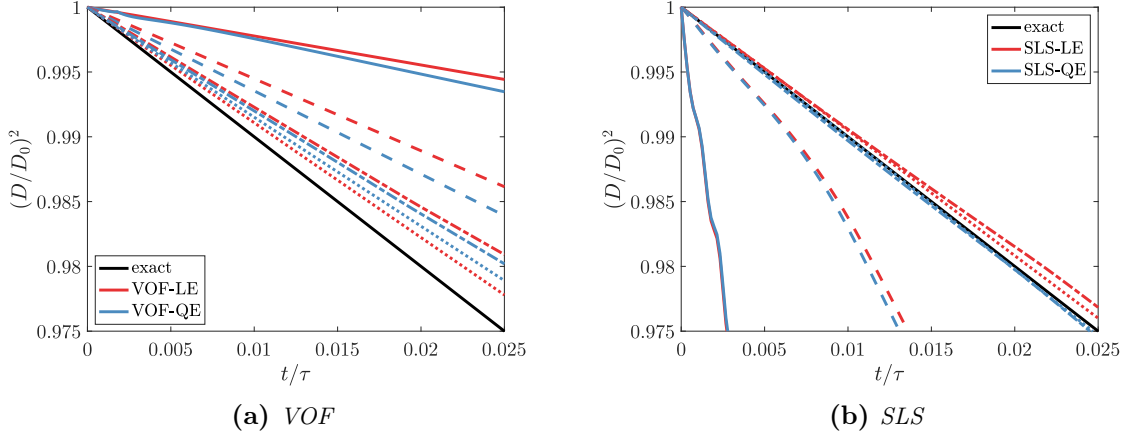 1
0.995
0.99
0.985
0.98
0.975
(D/D₀)²
exact
VOF-LE
VOF-QE
0
0.005
0.01
0.015
0.02
0.025
t/τ
(a) VOF
1
0.995
0.99
0.985
0.98
0.975
(D/D₀)²
exact
SLS-LE
SLS-QE
0
0.005
0.01
0.015
0.02
0.025
t/τ
(b) SLS